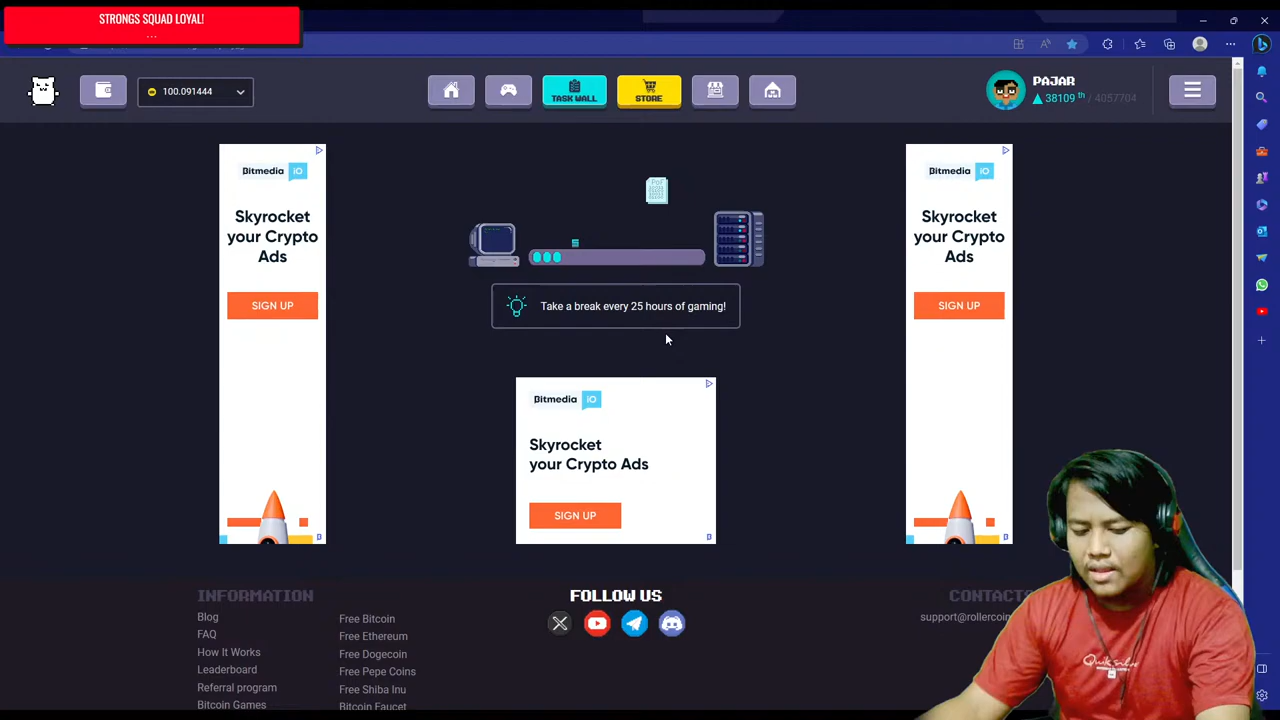 STRONGS SQUAD LOYAL!
...
100.091444
TASK WALL
STORE
PAJAR
38109 th / 4057704
Bitmedia IO
Skyrocket
your Crypto
Ads
SIGN UP
PoF
Take a break every 25 hours of gaming!
Bitmedia IO
Skyrocket
your Crypto Ads
SIGN UP
Bitmedia IO
Skyrocket
your Crypto
Ads
SIGN UP
INFORMATION
Blog
FAQ
How It Works
Leaderboard
Referral program
Bitcoin Games
Free Bitcoin
Free Ethereum
Free Dogecoin
Free Pepe Coins
Free Shiba Inu
Bitcoin Faucet
FOLLOW US
CONTACTS
support@rollercoin
Quiksilver